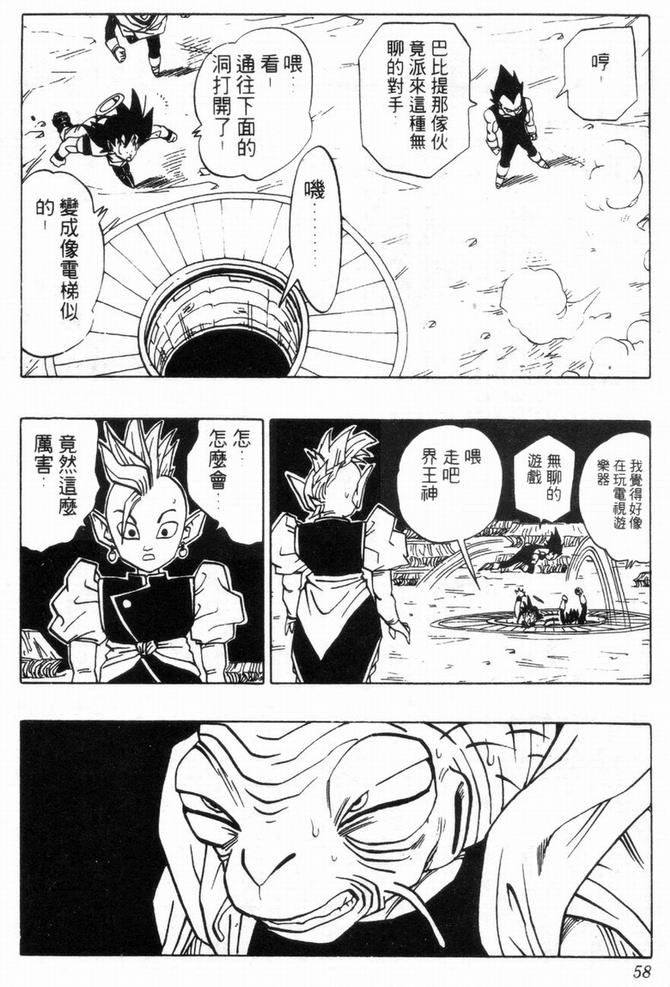 哼…
巴比提那傢伙
竟派來這種無
聊的對手…
喂…
看…
通往下面的
洞打開了…
嘰……
變成像電梯似
的…
我覺得好像
在玩電視遊
樂器
無聊的
遊戲
喂
走吧
界王神
怎…
怎麼會…
竟然這麼
厲害…
58